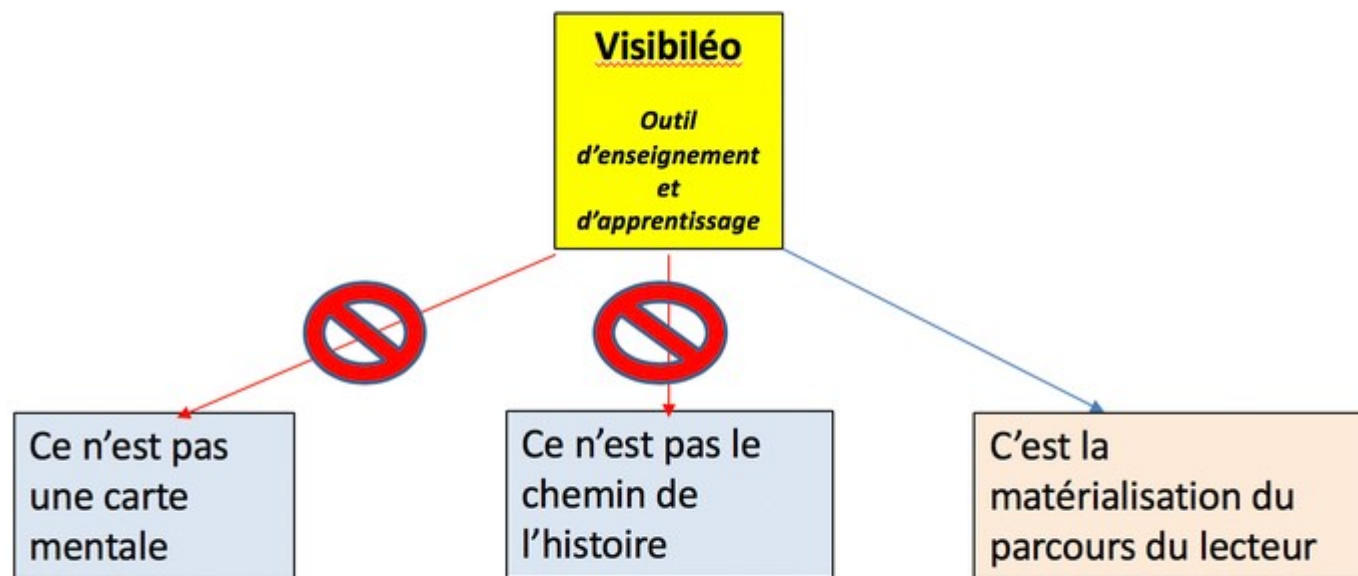 Visibiléo
Outil
d'enseignement
et
d'apprentissage
Ce n'est pas
une carte
mentale
Ce n'est pas le
chemin de
l'histoire
C'est la
matérialisation du
parcours du lecteur